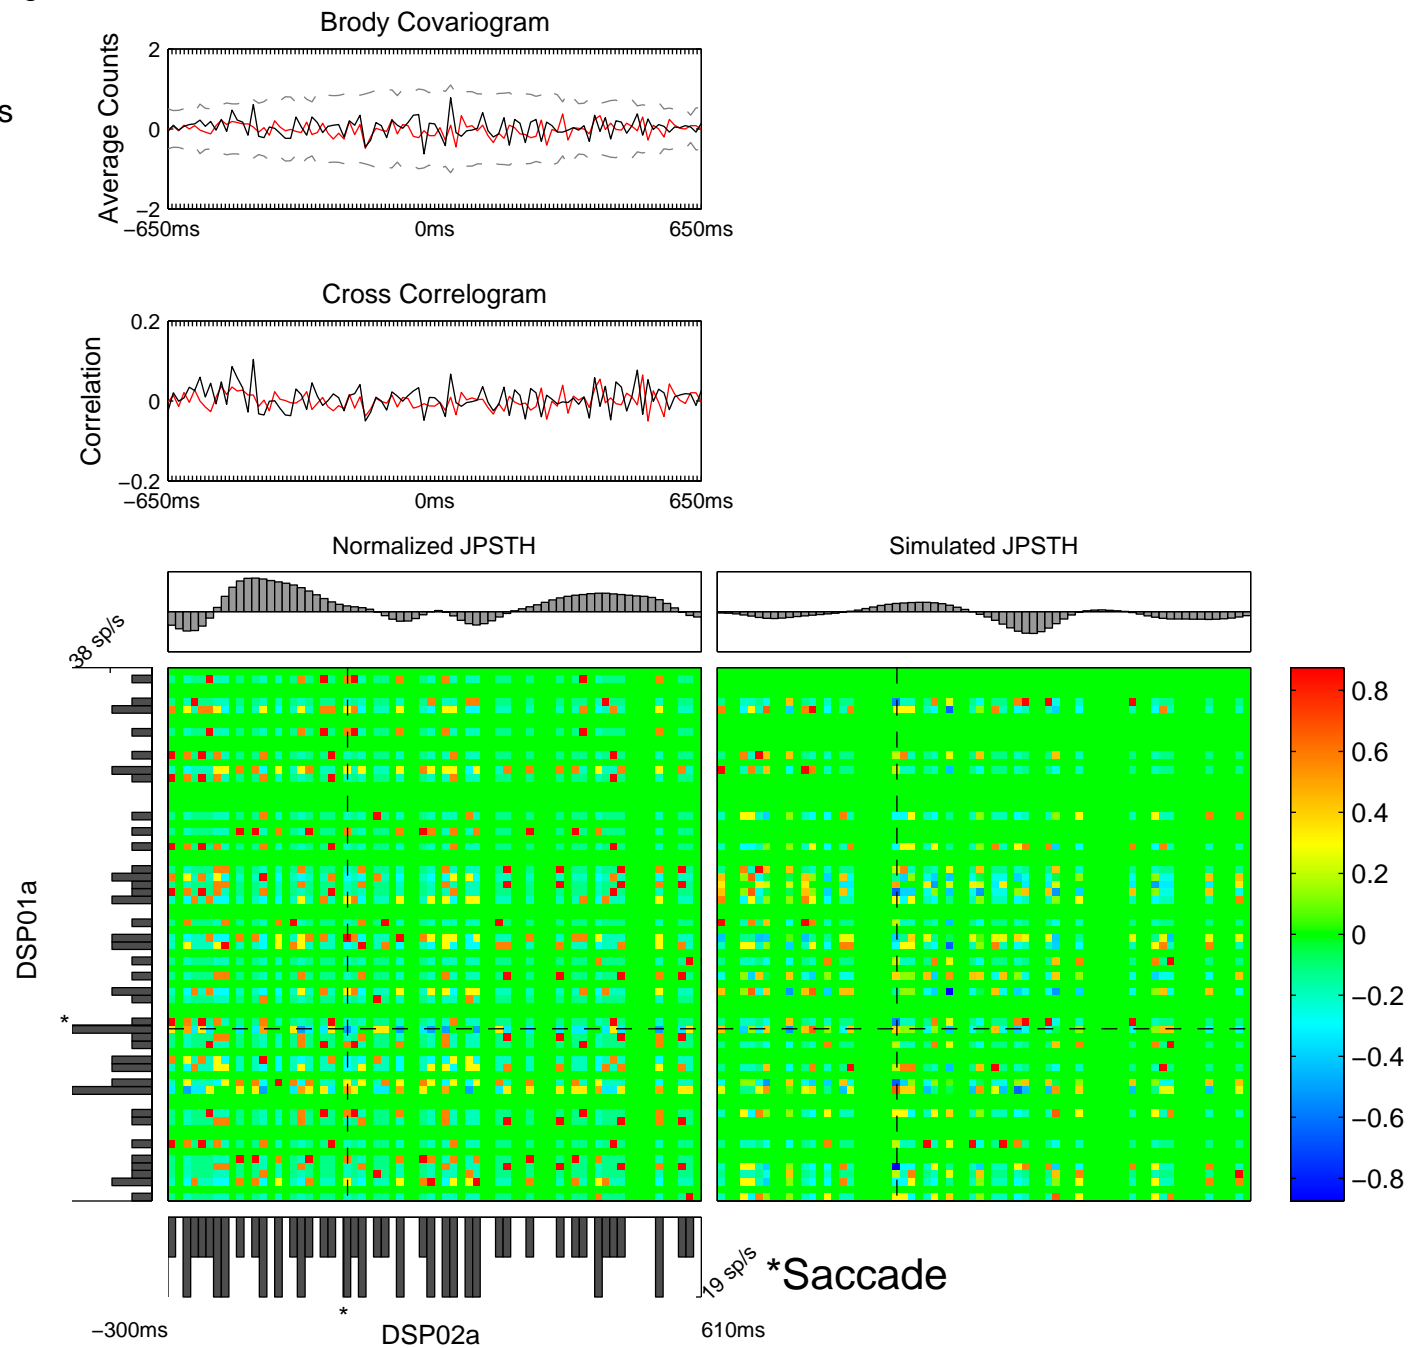 Brody Covariogram
s
Average Counts
2
0
−2
−650ms 0ms 650ms
Cross Correlogram
Correlation
0.2
0
−0.2
−650ms 0ms 650ms
Normalized JPSTH Simulated JPSTH
38 sp/s
DSP01a
*
0.8
0.6
0.4
0.2
0
−0.2
−0.4
−0.6
−0.8
19 sp/s *Saccade
*
−300ms DSP02a 610ms